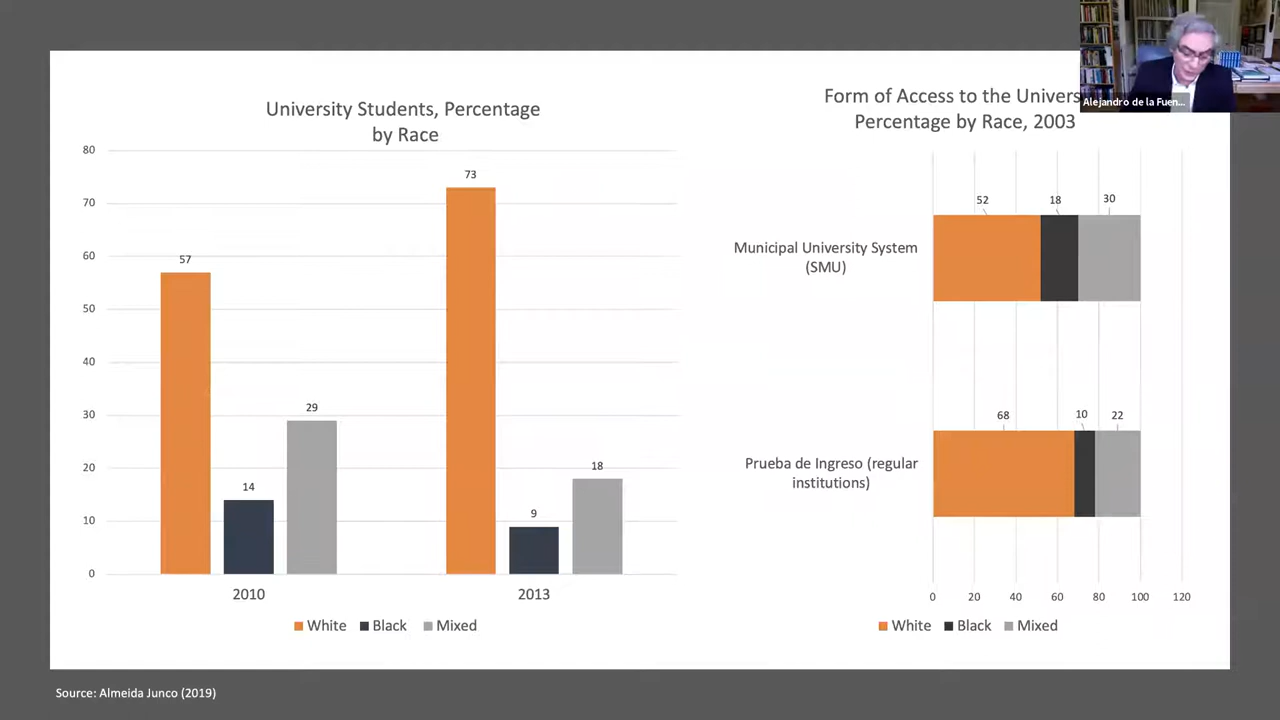 University Students, Percentage
by Race
80
70
60
50
40
30
20
10
0
57
14
29
73
9
18
2010
2013
White
Black
Mixed
Form of Access to the
Percentage by Race, 2003
Municipal University System
(SMU)
52
18
30
Prueba de Ingreso (regular
institutions)
68
10
22
0
20
40
60
80
100
120
White
Black
Mixed
Alejandro de la Fuen...
Source: Almeida Junco (2019)